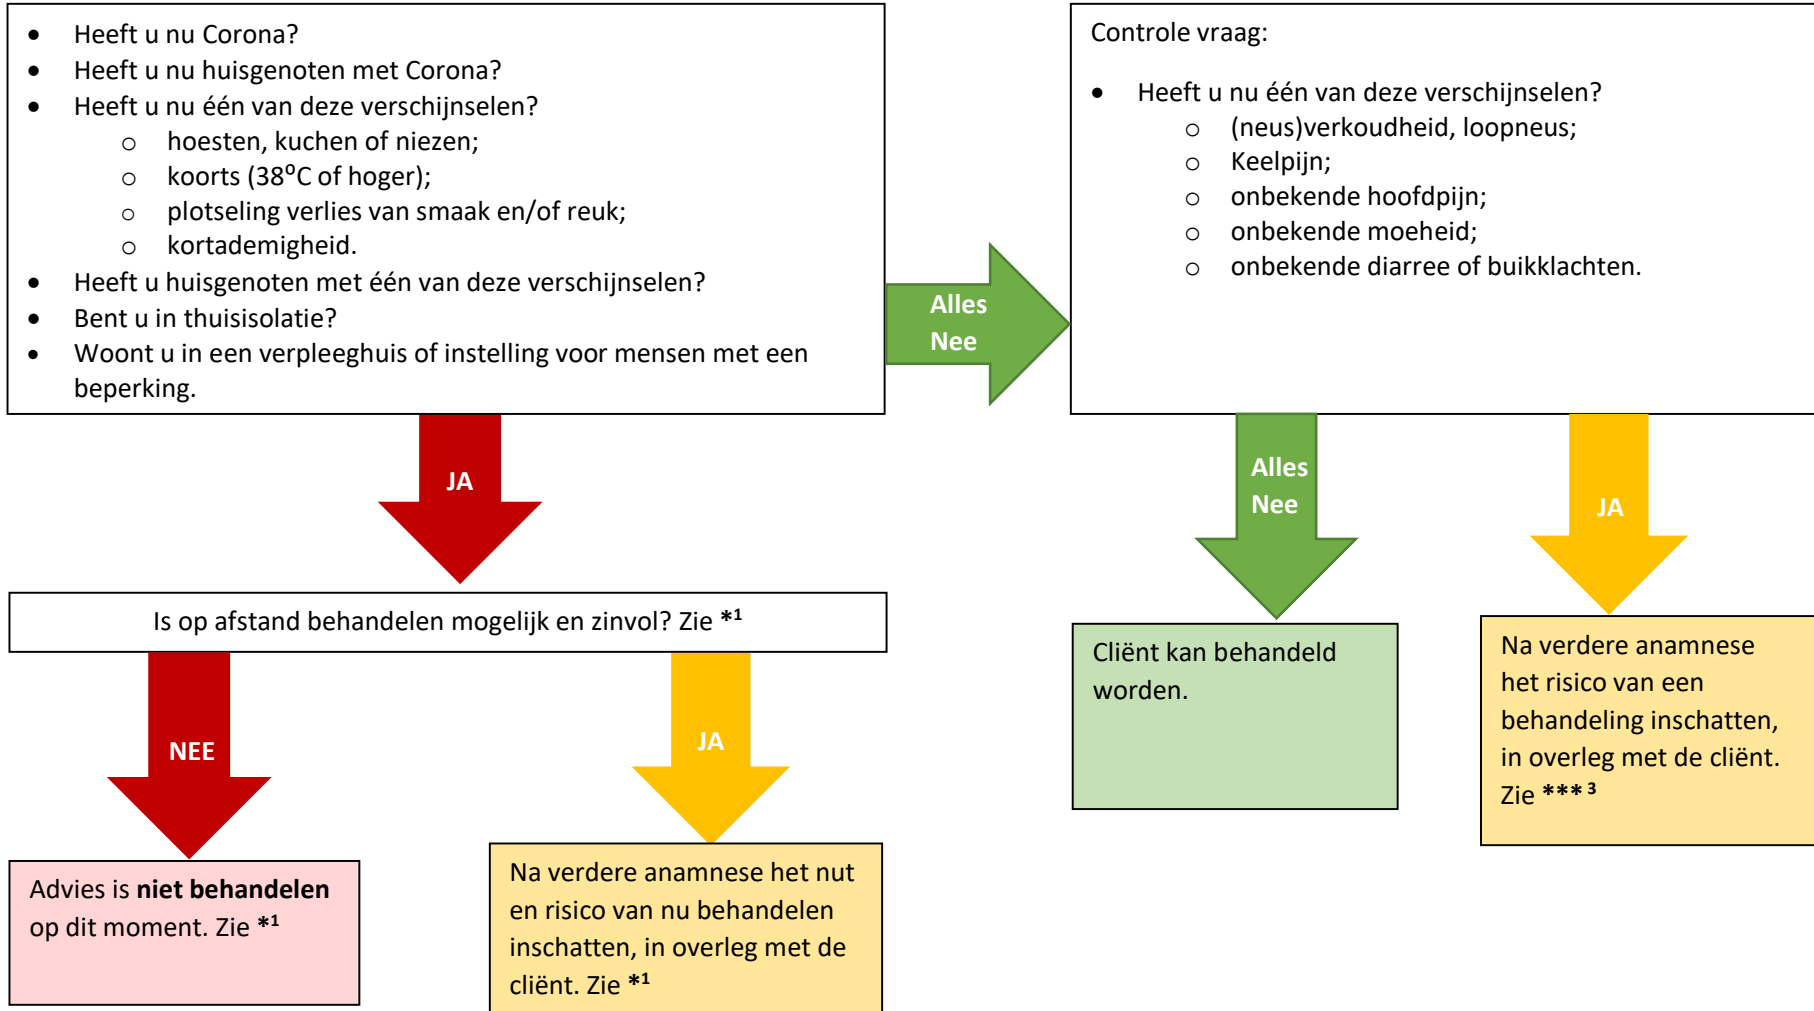 • Heeft u nu Corona?
• Heeft u nu huisgenoten met Corona?
• Heeft u nu één van deze verschijnselen?
o hoesten, kuchen of niezen;
o koorts (38⁰C of hoger);
o plotseling verlies van smaak en/of reuk;
o kortademigheid.
• Heeft u huisgenoten met één van deze verschijnselen?
• Bent u in thuisisolatie?
• Woont u in een verpleeghuis of instelling voor mensen met een
beperking.
Alles
Nee
Controle vraag:
• Heeft u nu één van deze verschijnselen?
o (neus)verkoudheid, loopneus;
o Keelpijn;
o onbekende hoofdpijn;
o onbekende moeheid;
o onbekende diarree of buikklachten.
JA
Alles
Nee
JA
Is op afstand behandelen mogelijk en zinvol? Zie *¹
NEE
JA
Cliënt kan behandeld
worden.
Na verdere anamnese
het risico van een
behandeling inschatten,
in overleg met de cliënt.
Zie *** ³
Advies is niet behandelen
op dit moment. Zie *¹
Na verdere anamnese het nut
en risico van nu behandelen
inschatten, in overleg met de
cliënt. Zie *¹